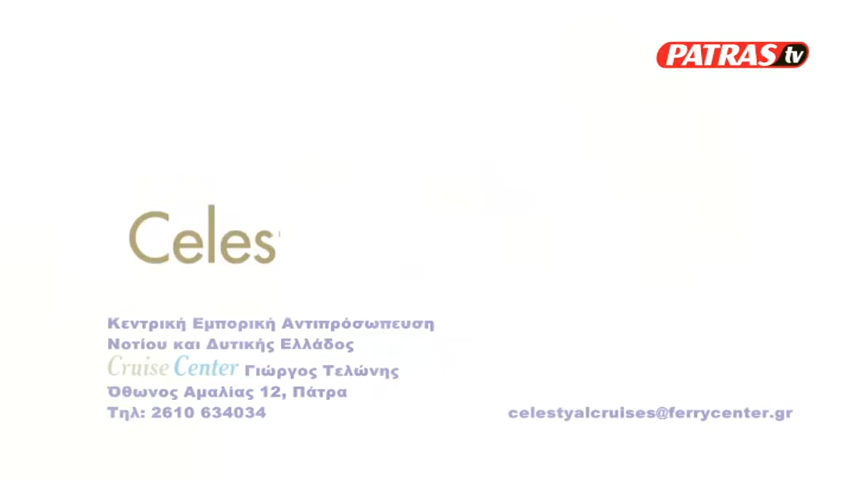 PATRAS tv
Celest
Κεντρική Εμπορική Αντιπρόσωπευση
Νοτίου και Δυτικής Ελλάδος
Cruise Center Γιώργος Τελώνης
Όθωνος Αμαλίας 12, Πάτρα
Τηλ: 2610 634034
celestyalcruises@ferrycenter.gr